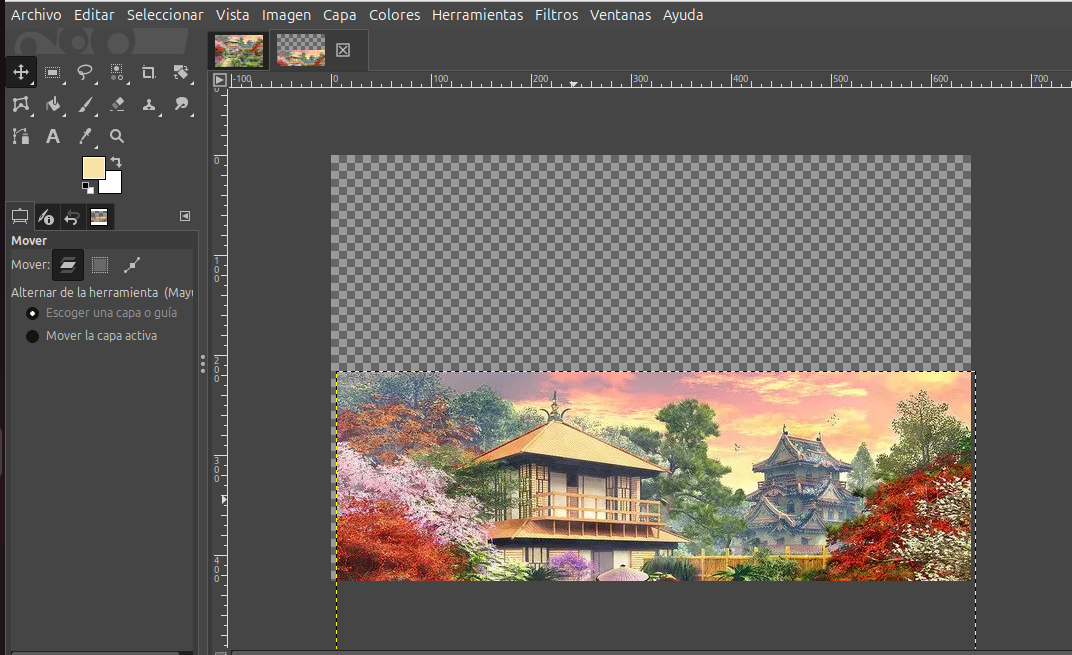 Archivo Editar Seleccionar Vista Imagen Capa Colores Herramientas Filtros Ventanas Ayuda
-100 0 100 200 300 400 500 600 700
Mover
Mover:
Alternar de la herramienta (Mayú
Escoger una capa o guía
Mover la capa activa
0
100
200
300
400